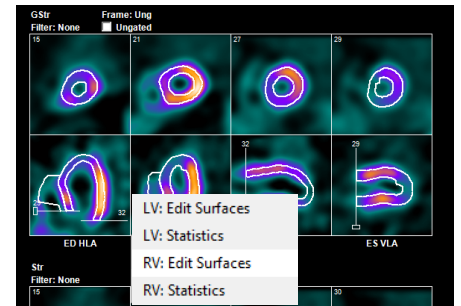 GStr Frame: Ung
Filter: None Ungated
15 21 27 29
32 29
29 32
LV: Edit Surfaces
LV: Statistics
RV: Edit Surfaces
RV: Statistics
ED HLA ES VLA
Str
Filter: None
15 30